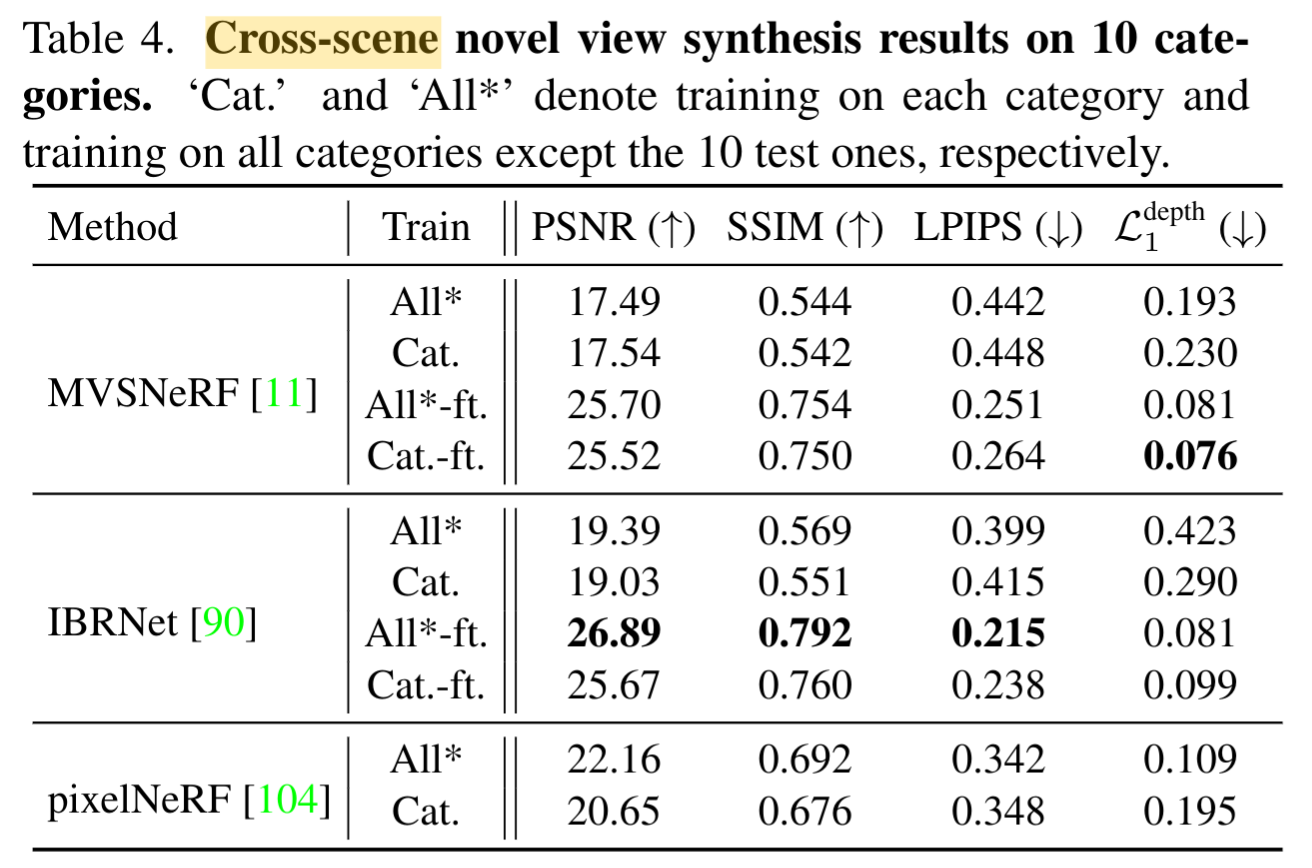 Table 4. Cross-scene novel view synthesis results on 10 cate-
gories. ‘Cat.’ and ‘All*’ denote training on each category and
training on all categories except the 10 test ones, respectively.
Method Train PSNR (↑) SSIM (↑) LPIPS (↓) ℒ₁^depth (↓)
All* 17.49 0.544 0.442 0.193
Cat. 17.54 0.542 0.448 0.230
MVSNeRF [11]
All*-ft. 25.70 0.754 0.251 0.081
Cat.-ft. 25.52 0.750 0.264 0.076
All* 19.39 0.569 0.399 0.423
Cat. 19.03 0.551 0.415 0.290
IBRNet [90]
All*-ft. 26.89 0.792 0.215 0.081
Cat.-ft. 25.67 0.760 0.238 0.099
All* 22.16 0.692 0.342 0.109
pixelNeRF [104]
Cat. 20.65 0.676 0.348 0.195